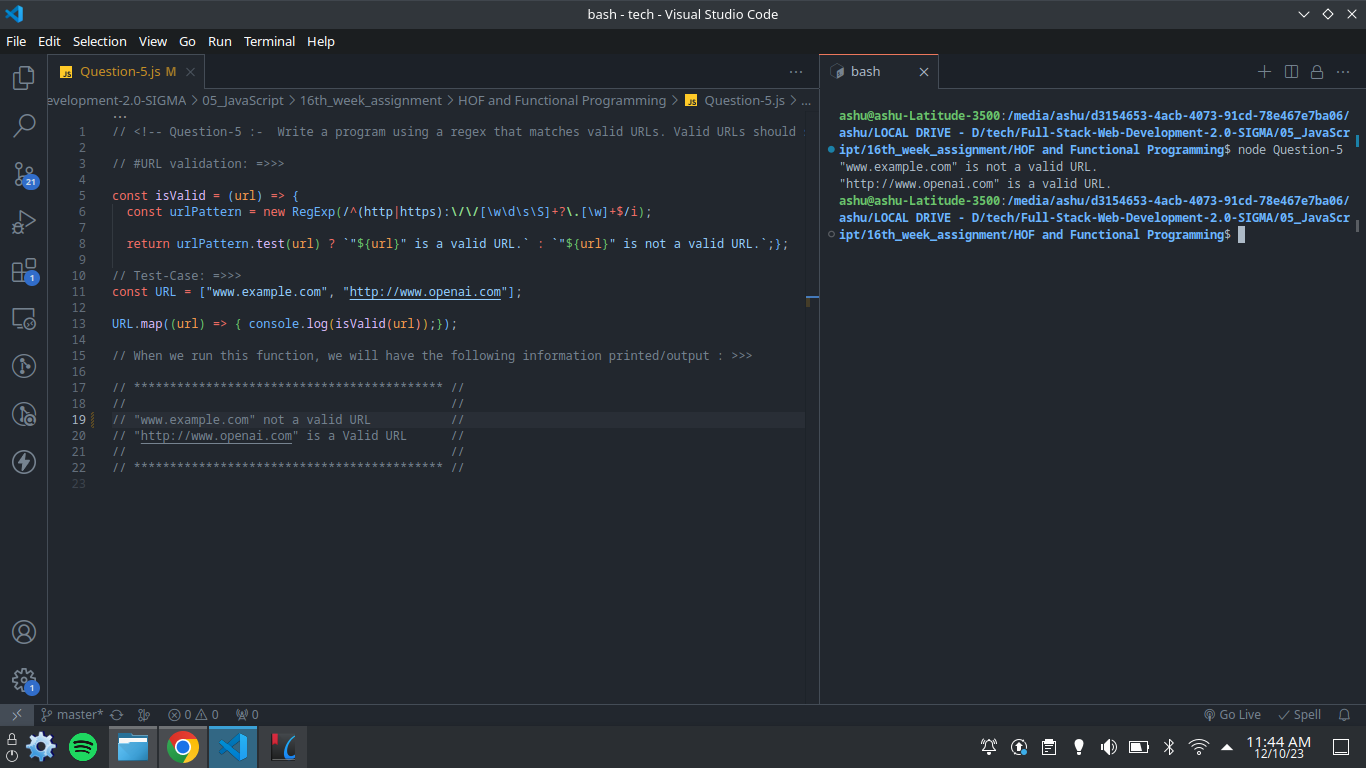 bash - tech - Visual Studio Code
File Edit Selection View Go Run Terminal Help
Question-5.js M
evelopment-2.0-SIGMA > 05_JavaScript > 16th_week_assignment > HOF and Functional Programming > JS Question-5.js > ...
1 // <!-- Question-5 :-  Write a program using a regex that matches valid URLs. Valid URLs should
2
3 // #URL validation: =>>>
4
5 const isValid = (url) => {
6   const urlPattern = new RegExp(/^(http|https):\/\/[\w\d\s\S]+?\.[\w]+$/i);
7
8   return urlPattern.test(url) ? `"${url}" is a valid URL.` : `"${url}" is not a valid URL.`;};
9
10 // Test-Case: =>>>
11 const URL = ["www.example.com", "http://www.openai.com"];
12
13 URL.map((url) => { console.log(isValid(url));});
14
15 // When we run this function, we will have the following information printed/output : >>>
16
17 // ******************************************* //
18 //                                             //
19 // "www.example.com" not a valid URL           //
20 // "http://www.openai.com" is a Valid URL      //
21 //                                             //
22 // ******************************************* //
23
bash
ashu@ashu-Latitude-3500:/media/ashu/d3154653-4acb-4073-91cd-78e467e7ba06/
ashu/LOCAL DRIVE - D/tech/Full-Stack-Web-Development-2.0-SIGMA/05_JavaScr
ipt/16th_week_assignment/HOF and Functional Programming$ node Question-5
"www.example.com" is not a valid URL.
"http://www.openai.com" is a valid URL.
ashu@ashu-Latitude-3500:/media/ashu/d3154653-4acb-4073-91cd-78e467e7ba06/
ashu/LOCAL DRIVE - D/tech/Full-Stack-Web-Development-2.0-SIGMA/05_JavaScr
ipt/16th_week_assignment/HOF and Functional Programming$
21
1
1
master* 0 0 0 Go Live Spell
11:44 AM
12/10/23